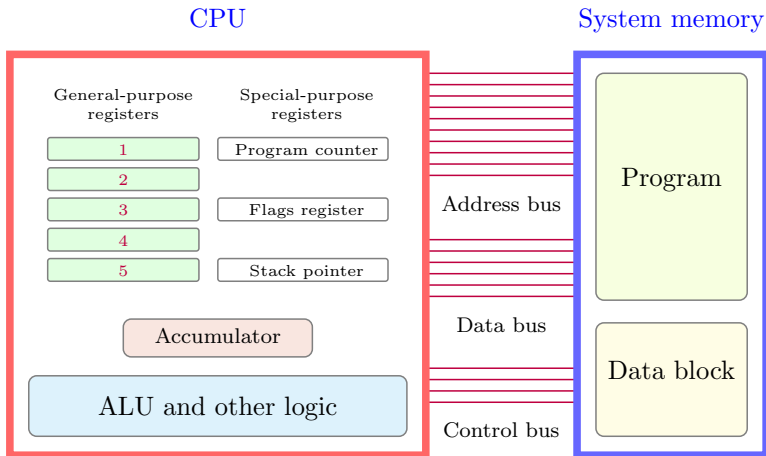 CPU
System memory
General-purpose
registers
Special-purpose
registers
1
Program counter
2
3
Flags register
4
5
Stack pointer
Accumulator
ALU and other logic
Address bus
Data bus
Control bus
Program
Data block